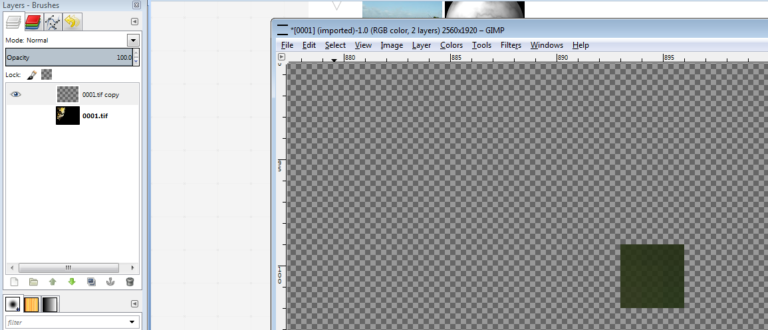 Layers - Brushes
Mode: Normal
Opacity 100.0
Lock:
0001.tif copy
0001.tif
filter
*[0001] (imported)-1.0 (RGB color, 2 layers) 2560x1920 – GIMP
File Edit Select View Image Layer Colors Tools Filters Windows Help
880 885 890 895